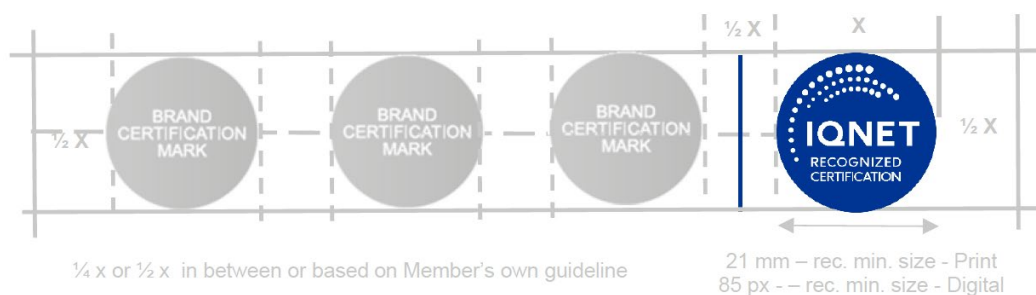 ½ X
X
BRAND
CERTIFICATION
MARK
BRAND
CERTIFICATION
MARK
BRAND
CERTIFICATION
MARK
IQNET
RECOGNIZED
CERTIFICATION
½ X
½ X
¼ x or ½ x in between or based on Member's own guideline
21 mm – rec. min. size - Print
85 px - – rec. min. size - Digital